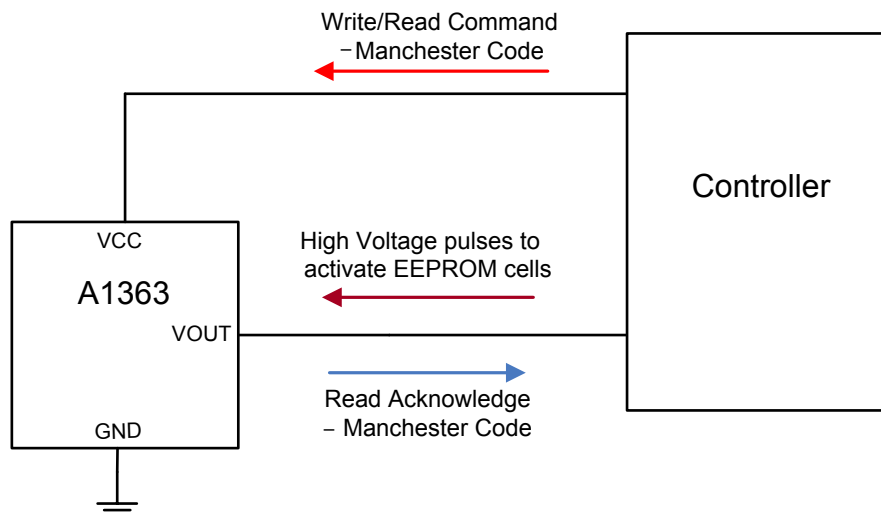 Write/Read Command
– Manchester Code
Controller
VCC
A1363
High Voltage pulses to
activate EEPROM cells
VOUT
Read Acknowledge
– Manchester Code
GND